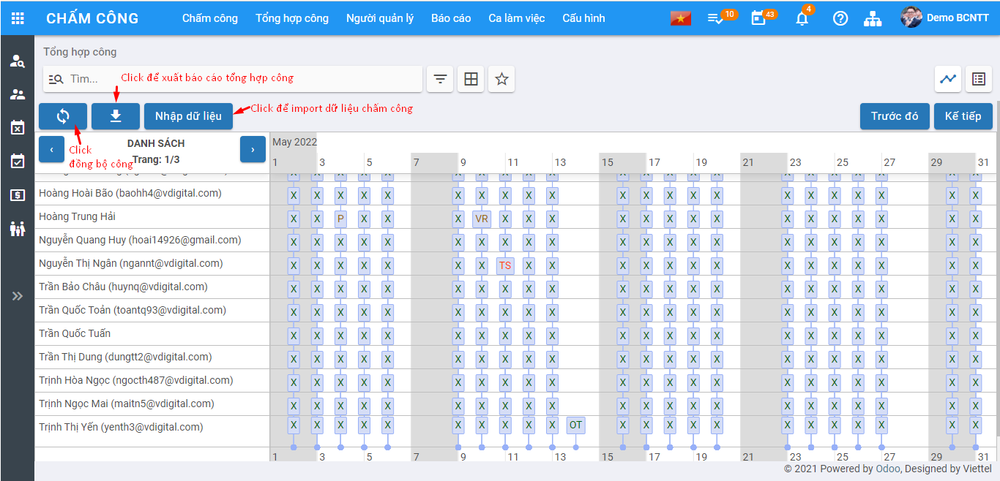 CHẤM CÔNG Chấm công Tổng hợp công Người quản lý Báo cáo Ca làm việc Cấu hình 10 43 4 Demo BCNTT
Tổng hợp công
Tìm... Click để xuất báo cáo tổng hợp công
Nhập dữ liệu Click để import dữ liệu chấm công Trước đó Kế tiếp
‹ DANH SÁCH › May 2022
Click
đồng bộ công Trang: 1/3 1 3 5 7 9 11 13 15 17 19 21 23 25 27 29 31
Hoàng Hoài Bão (baohh4@vdigital.com) X X X X X X X X X X X X X X X X X X X X X X
Hoàng Trung Hải X X P X X X VR X X X X X X X X X X X X X X X
Nguyễn Quang Huy (hoai14926@gmail.com) X X X X X X X X X X X X X X X X X X X X X X
Nguyễn Thị Ngân (ngannt@vdigital.com) X X X X X X X TS X X X X X X X X X X X X X X
Trần Bảo Châu (huynq@vdigital.com) X X X X X X X X X X X X X X X X X X X X X X
Trần Quốc Toản (toantq93@vdigital.com) X X X X X X X X X X X X X X X X X X X X X X
Trần Quốc Tuấn X X X X X X X X X X X X X X X X X X X X X X
Trần Thị Dung (dungtt2@vdigital.com) X X X X X X X X X X X X X X X X X X X X X X
Trịnh Hòa Ngọc (ngocth487@vdigital.com) X X X X X X X X X X X X X X X X X X X X X X
Trịnh Ngọc Mai (maitn5@vdigital.com) X X X X X X X X X X X X X X X X X X X X X X
Trịnh Thị Yến (yenth3@vdigital.com) X X X X X X X X X X OT X X X X X X X X X X X X
1 3 5 7 9 11 13 15 17 19 21 23 25 27 29 31
© 2021 Powered by Odoo, Designed by Viettel